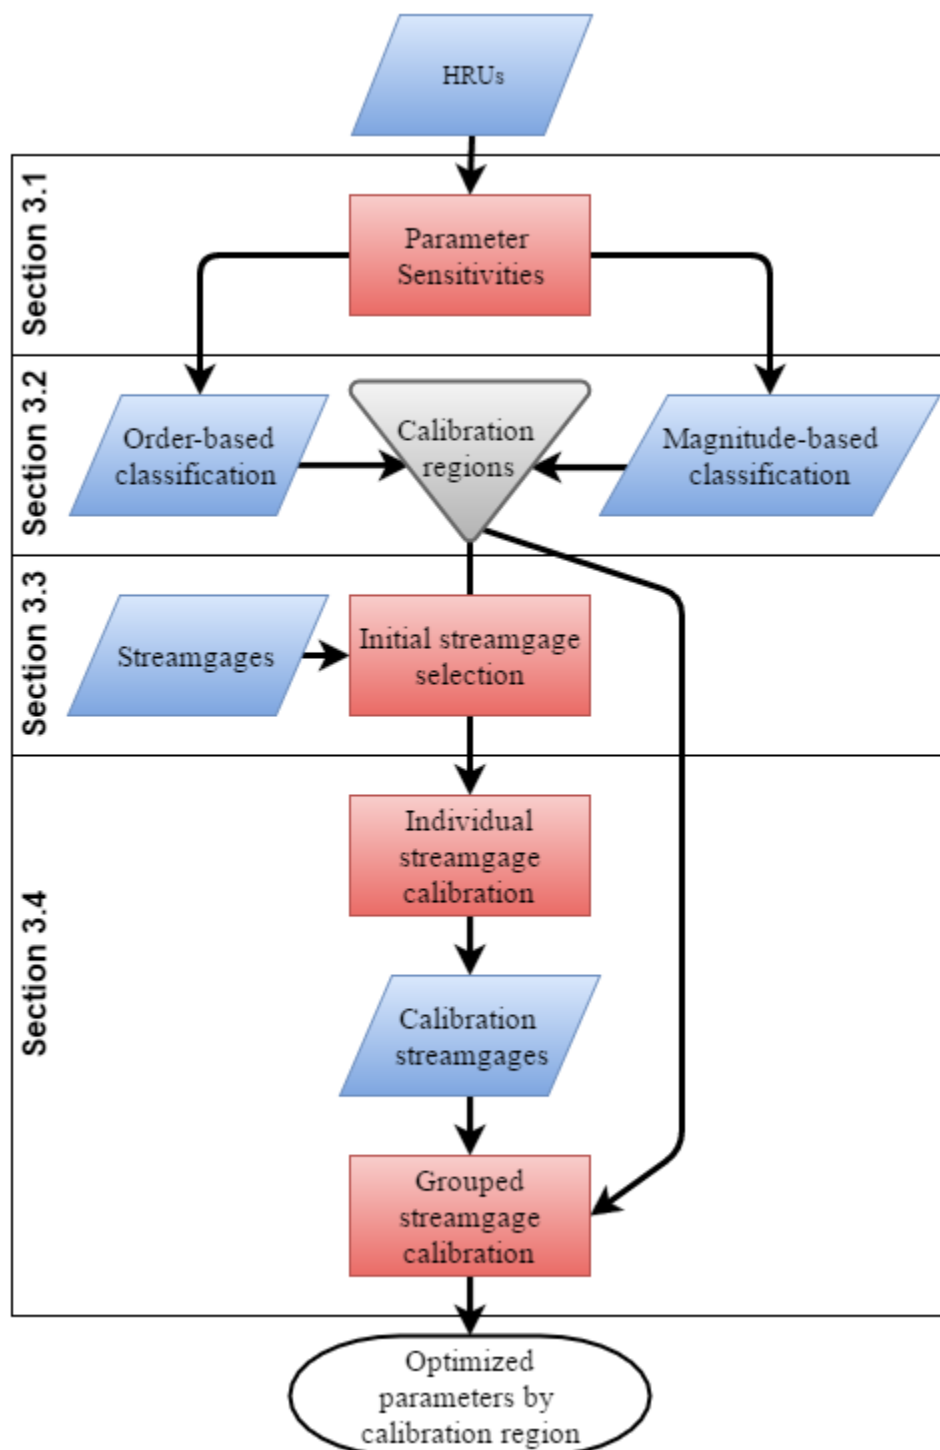 HRUs
Section 3.1
Parameter
Sensitivities
Section 3.2
Order-based
classification
Calibration
regions
Magnitude-based
classification
Section 3.3
Streamgages
Initial streamgage
selection
Section 3.4
Individual
streamgage
calibration
Calibration
streamgages
Grouped
streamgage
calibration
Optimized
parameters by
calibration region